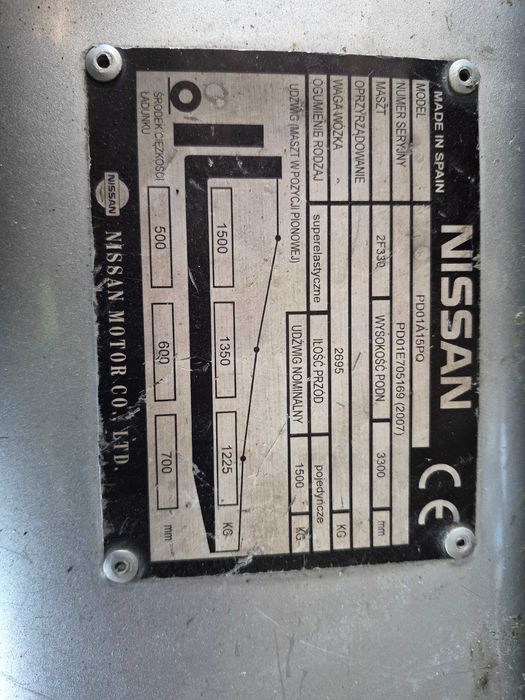 NISSAN
CE
MADE IN SPAIN
MODEL PD01A15PQ
NUMER SERYJNY PD01E705169 (2007)
MASZT 2F330 WYSOKOŚĆ PODN. 3300 mm
OPRZYRZĄDOWANIE
WAGA WÓZKA 2695 KG
OGUMIENIE RODZAJ superelastyczne ILOŚĆ PRZÓD pojedyńcze
UDŹWIG (MASZT W POZYCJI PIONOWEJ) UDŹWIG NOMINALNY 1500 KG
1500 1350 1225 KG
ŚRODEK CIĘŻKOŚCI
ŁADUNKU
500 600 700 mm
NISSAN
NISSAN MOTOR CO., LTD.